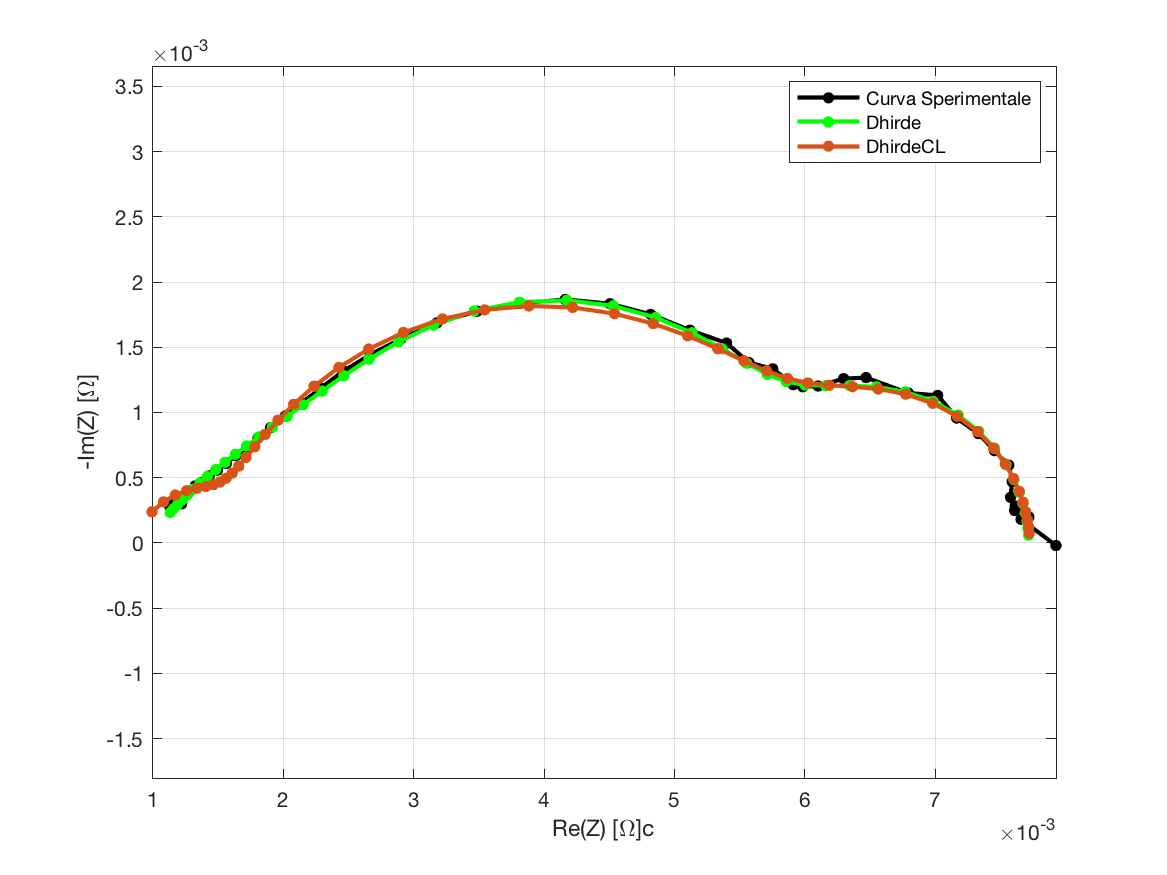 ×10⁻³
3.5
3
2.5
2
1.5
1
0.5
0
-0.5
-1
-1.5
-Im(Z) [Ω]
Curva Sperimentale
Dhirde
DhirdeCL
1 2 3 4 5 6 7
Re(Z) [Ω]c
×10⁻³